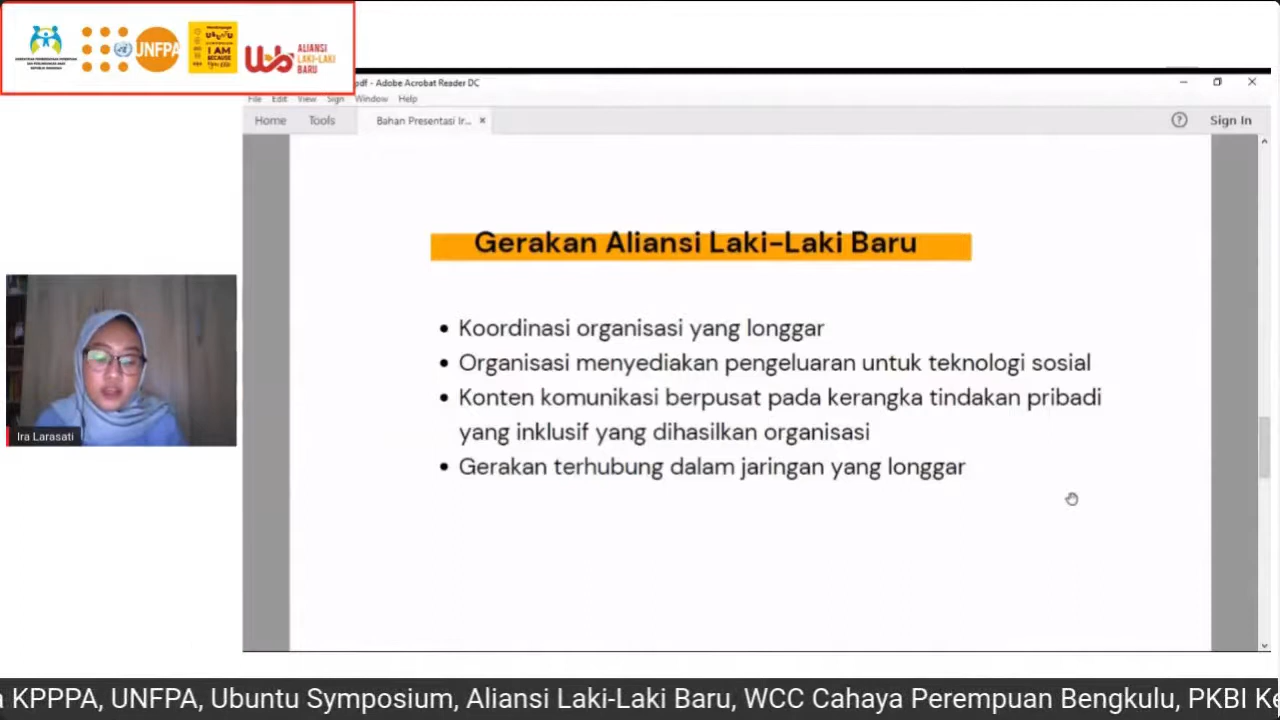 UNFPA
I AM
BECAUSE
ALIANSI
LAKI-LAKI
BARU
pdf - Adobe Acrobat Reader DC
File Edit View Sign Window Help
Home Tools Bahan Presentasi Ir... × ? Sign In
Gerakan Aliansi Laki-Laki Baru
• Koordinasi organisasi yang longgar
• Organisasi menyediakan pengeluaran untuk teknologi sosial
• Konten komunikasi berpusat pada kerangka tindakan pribadi
yang inklusif yang dihasilkan organisasi
• Gerakan terhubung dalam jaringan yang longgar
Ira Larasati
a KPPPA, UNFPA, Ubuntu Symposium, Aliansi Laki-Laki Baru, WCC Cahaya Perempuan Bengkulu, PKBI Ke